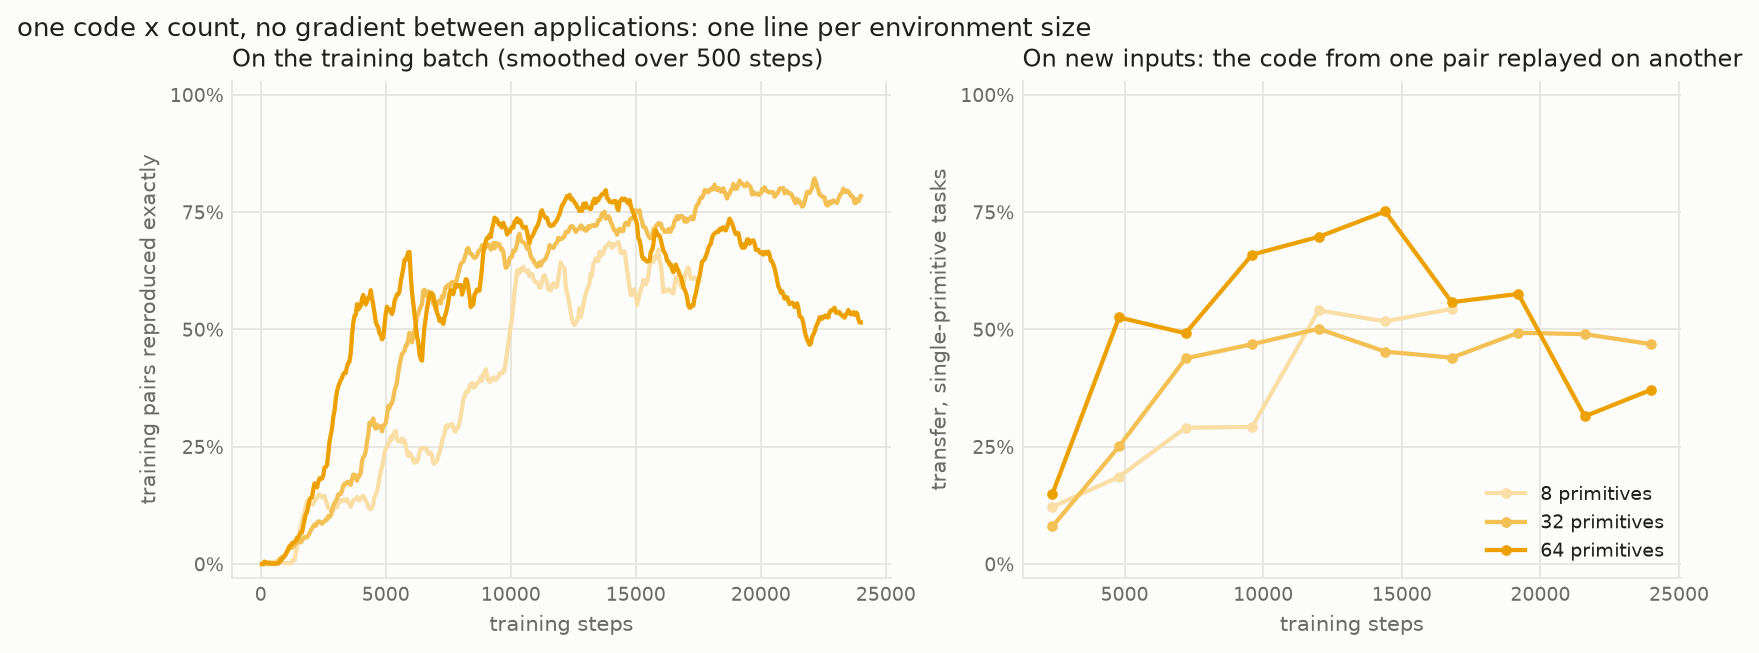 one code x count, no gradient between applications: one line per environment size
On the training batch (smoothed over 500 steps)
training pairs reproduced exactly
100%
75%
50%
25%
0%
0
5000
10000
15000
20000
25000
training steps
On new inputs: the code from one pair replayed on another
transfer, single-primitive tasks
100%
75%
50%
25%
0%
8 primitives
32 primitives
64 primitives
5000
10000
15000
20000
25000
training steps